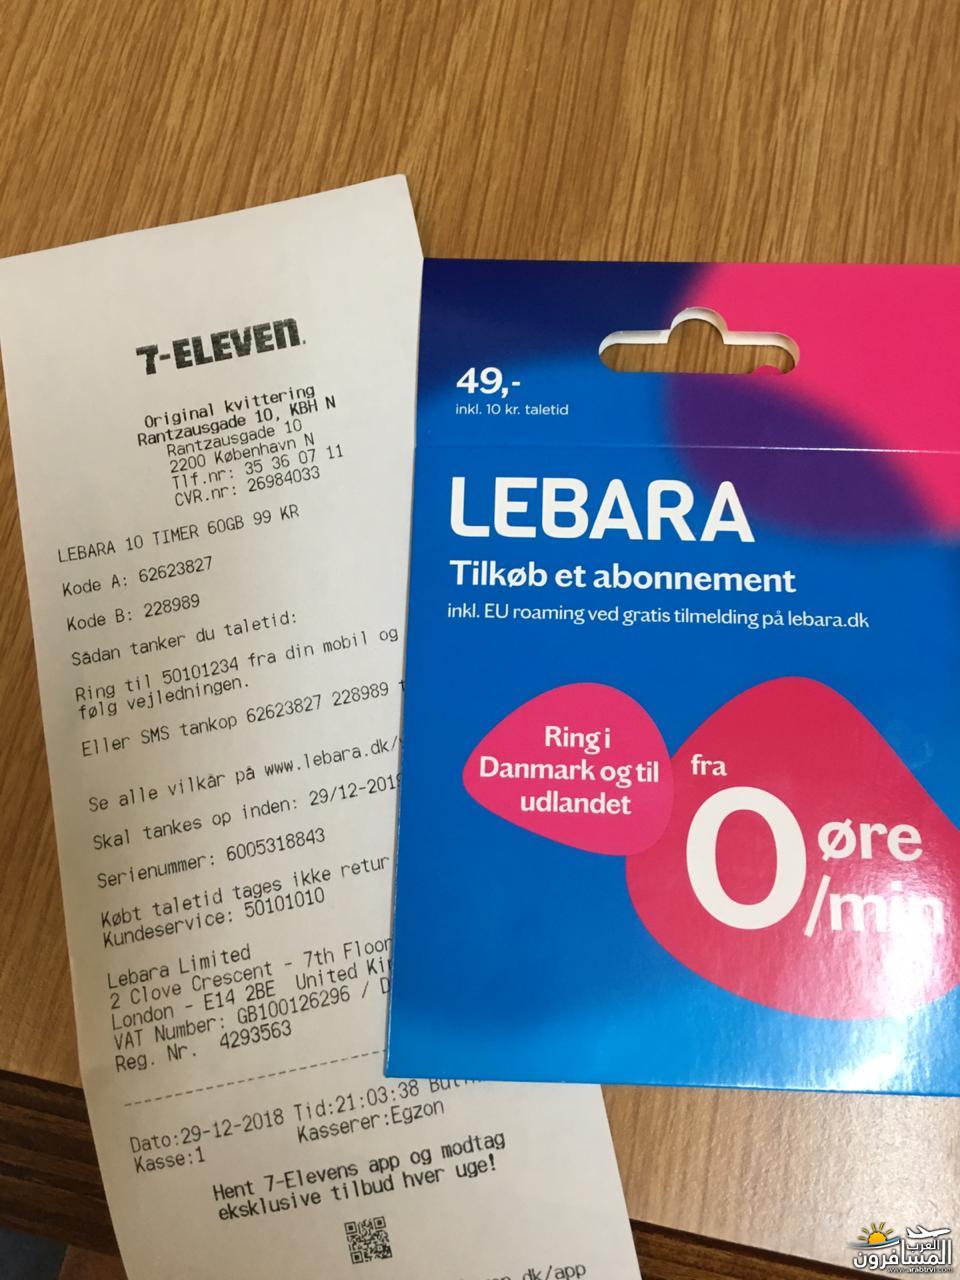 7-ELEVEN.
Original kvittering
Rantzausgade 10, KBH N
Rantzausgade 10
2200 København N
Tlf.nr: 35 36 07 11
CVR.nr: 26984033
LEBARA 10 TIMER 60GB 99 KR
Kode A: 62623827
Kode B: 228989
Sådan tanker du taletid:
Ring til 50101234 fra din mobil og
følg vejledningen.
Eller SMS tankop 62623827 228989
Se alle vilkår på www.lebara.dk/
Skal tankes op inden: 29/12-2019
Serienummer: 6005318843
Købt taletid tages ikke retur
Kundeservice: 50101010
Lebara Limited
2 Clove Crescent - 7th Floor
London - E14 2BE United
VAT Number: GB100126296 /
Reg. Nr. 4293563
Dato:29-12-2018 Tid:21:03:38
Kasse:1 Kasserer:Egzon
Hent 7-Elevens app og modtag
eksklusive tilbud hver uge!
dk/app
49,-
inkl. 10 kr. taletid
LEBARA
Tilkøb et abonnement
inkl. EU roaming ved gratis tilmelding på lebara.dk
Ring i
Danmark og til
udlandet
fra
0 øre
/min
العرب
المسافرون
www.arabtrvl.com